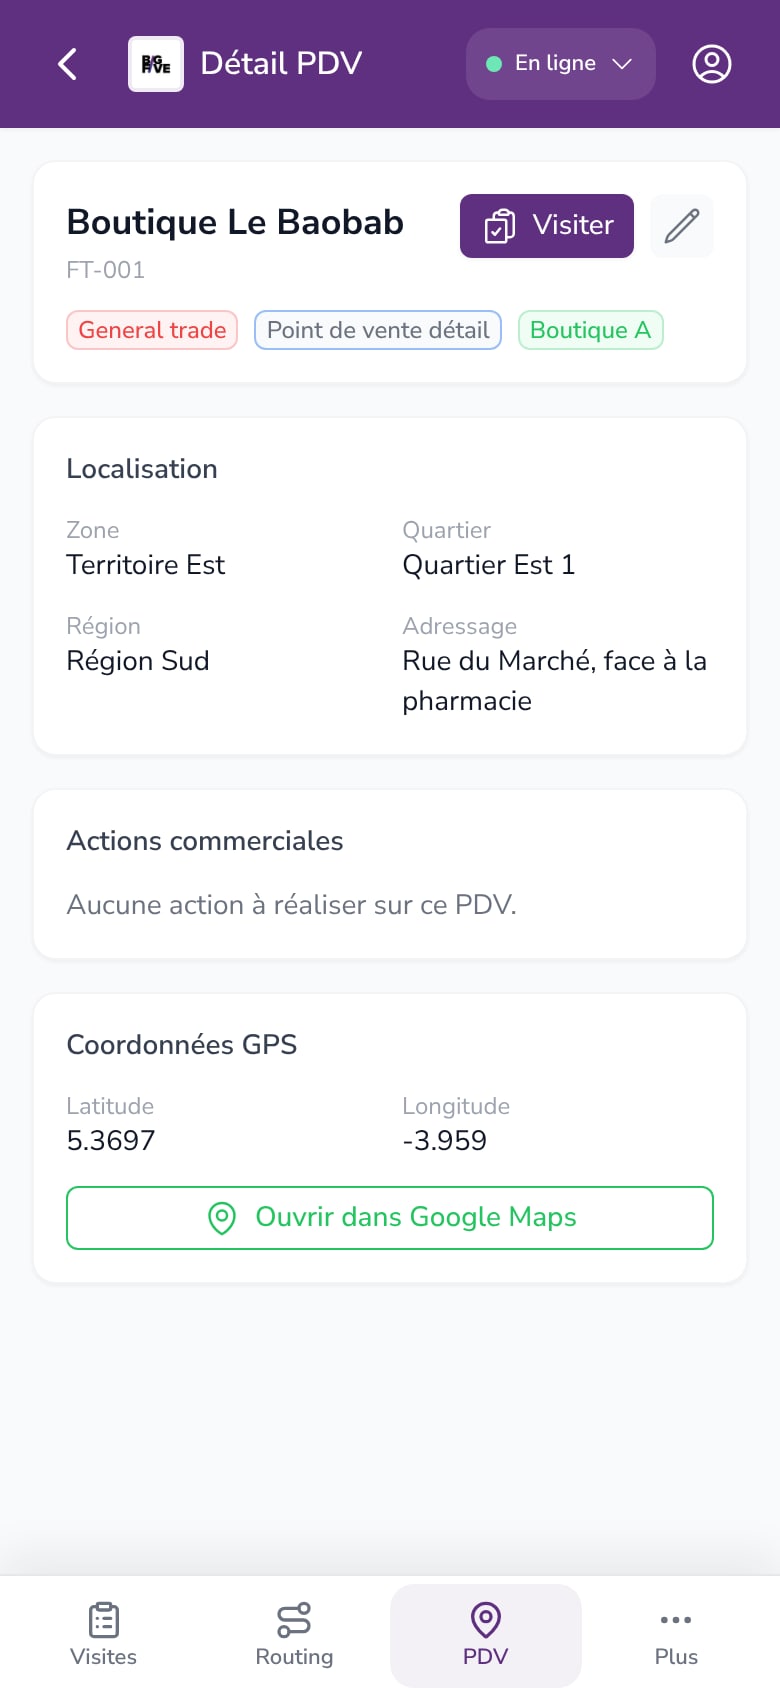 BIG
FIVE
Détail PDV
En ligne
Boutique Le Baobab
Visiter
FT-001
General trade
Point de vente détail
Boutique A
Localisation
Zone
Territoire Est
Quartier
Quartier Est 1
Région
Région Sud
Adressage
Rue du Marché, face à la
pharmacie
Actions commerciales
Aucune action à réaliser sur ce PDV.
Coordonnées GPS
Latitude
5.3697
Longitude
-3.959
Ouvrir dans Google Maps
Visites
Routing
PDV
Plus